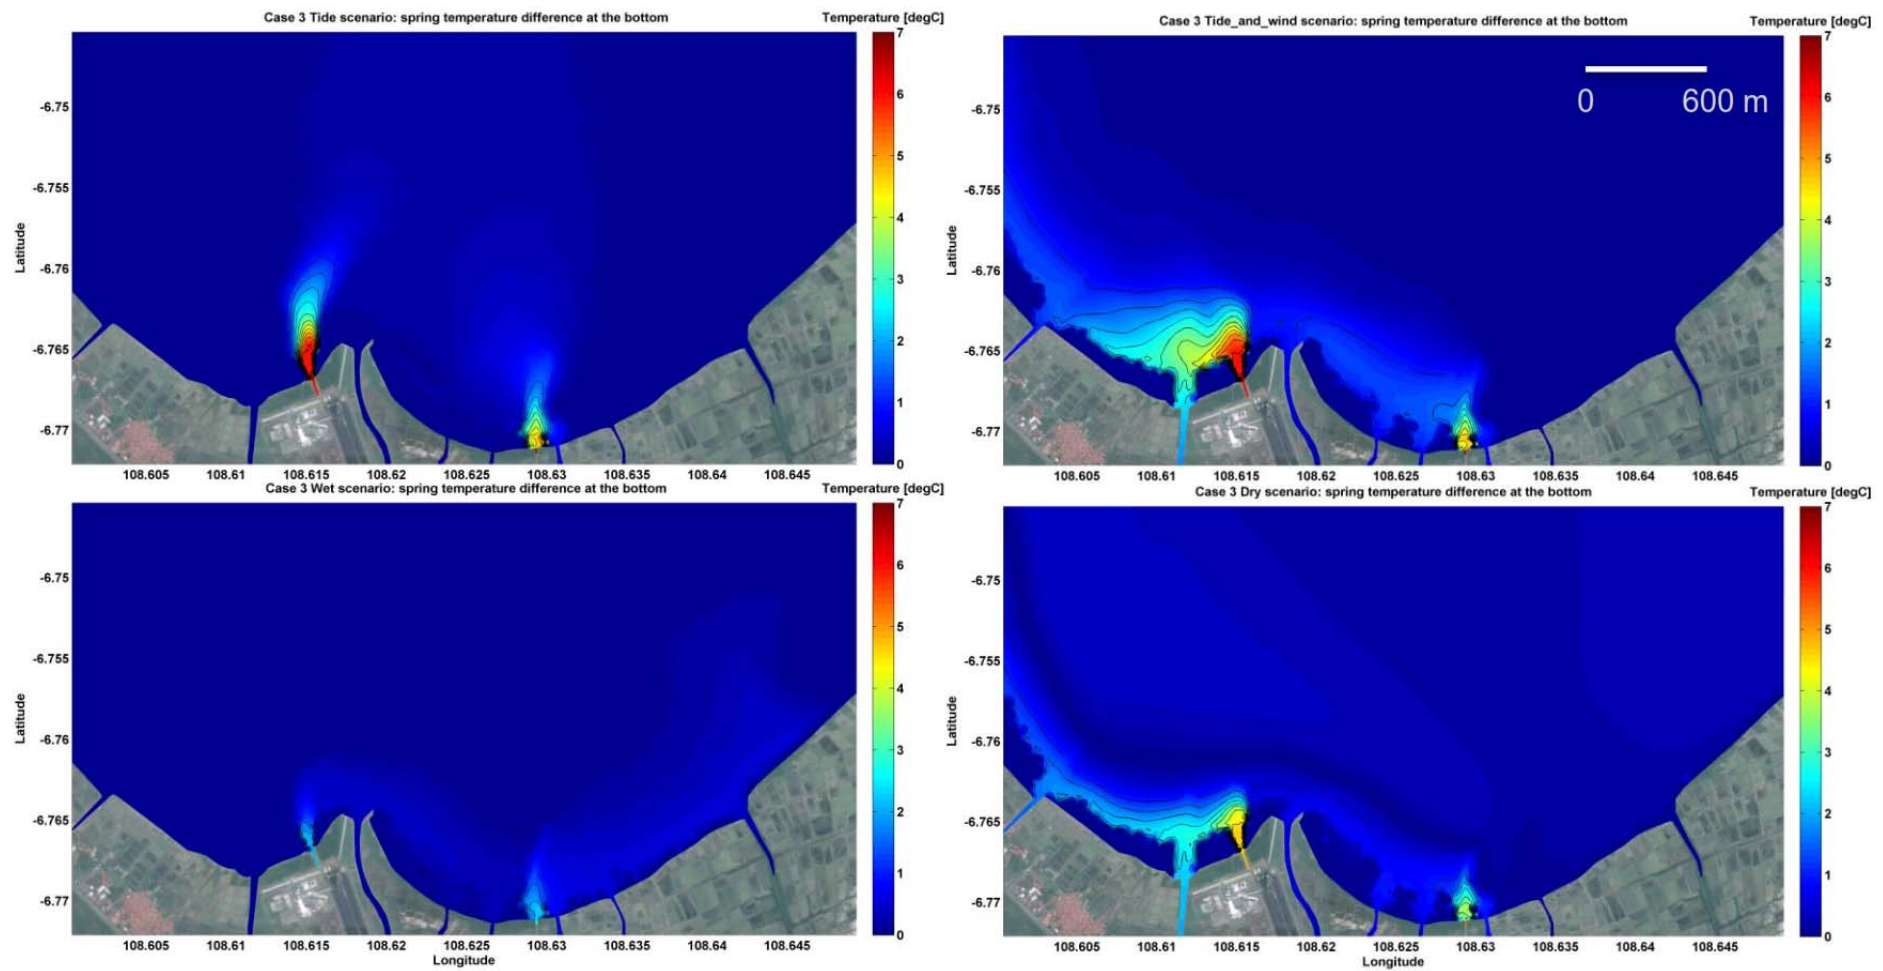 Case 3 Tide scenario: spring temperature difference at the bottom
Temperature [degC]
7
6
5
4
3
2
1
0
-6.75
-6.755
-6.76
-6.765
-6.77
Latitude
108.605 108.61 108.615 108.62 108.625 108.63 108.635 108.64 108.645
Case 3 Tide_and_wind scenario: spring temperature difference at the bottom
Temperature [degC]
0 600 m
7
6
5
4
3
2
1
0
-6.75
-6.755
-6.76
-6.765
-6.77
Latitude
108.605 108.61 108.615 108.62 108.625 108.63 108.635 108.64 108.645
Case 3 Wet scenario: spring temperature difference at the bottom
Temperature [degC]
7
6
5
4
3
2
1
0
-6.75
-6.755
-6.76
-6.765
-6.77
Latitude
108.605 108.61 108.615 108.62 108.625 108.63 108.635 108.64 108.645
Longitude
Case 3 Dry scenario: spring temperature difference at the bottom
Temperature [degC]
7
6
5
4
3
2
1
0
-6.75
-6.755
-6.76
-6.765
-6.77
Latitude
108.605 108.61 108.615 108.62 108.625 108.63 108.635 108.64 108.645
Longitude